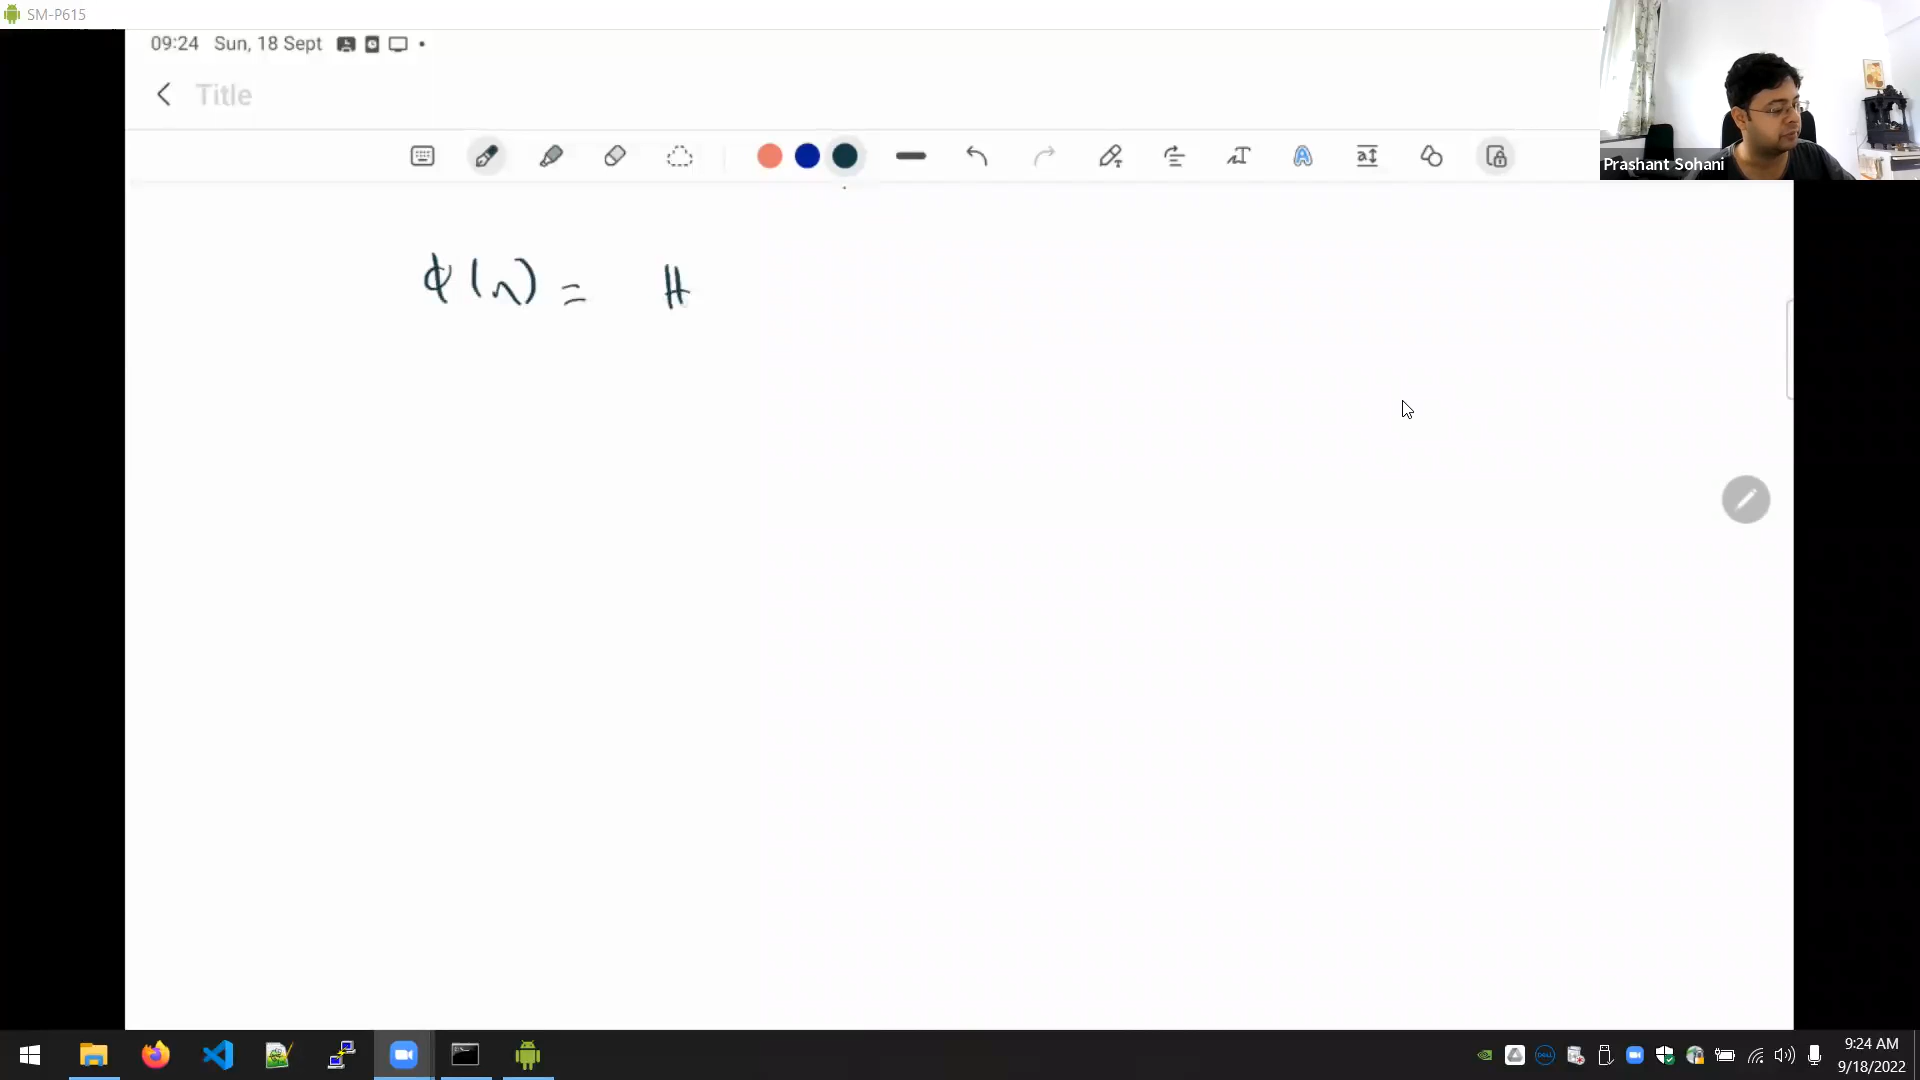 SM-P615
09:24 Sun, 18 Sept
Title
Prashant Sohani
ϕ(n) = #
9:24 AM
9/18/2022